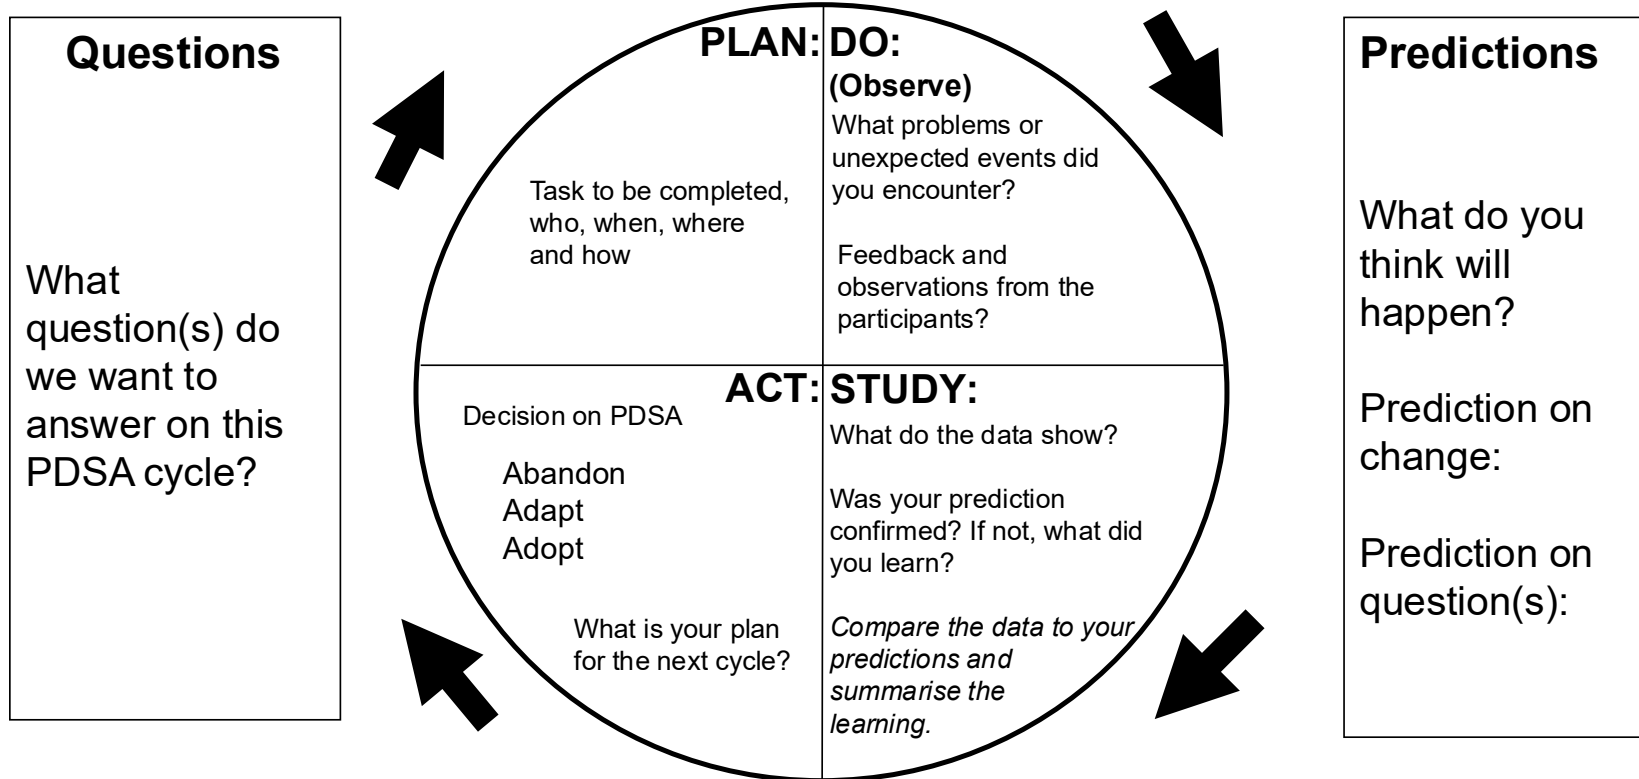 Questions
What
question(s) do
we want to
answer on this
PDSA cycle?
PLAN:
Task to be completed,
who, when, where
and how
DO:
(Observe)
What problems or
unexpected events did
you encounter?
Feedback and
observations from the
participants?
ACT:
Decision on PDSA
Abandon
Adapt
Adopt
What is your plan
for the next cycle?
STUDY:
What do the data show?
Was your prediction
confirmed? If not, what did
you learn?
Compare the data to your
predictions and
summarise the
learning.
Predictions
What do you
think will
happen?
Prediction on
change:
Prediction on
question(s):